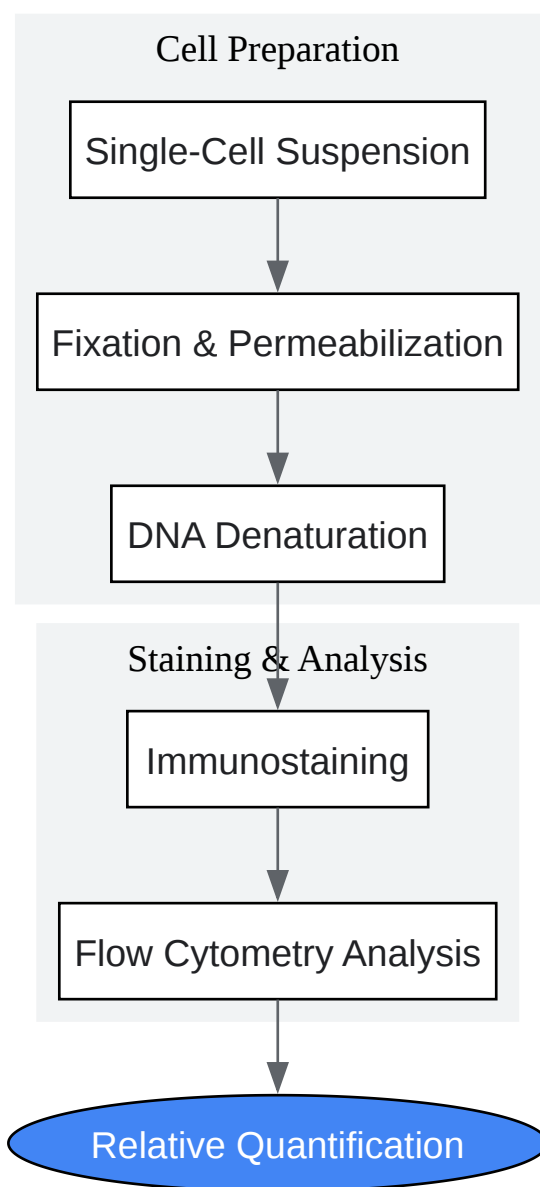 Cell Preparation
Single-Cell Suspension
Fixation & Permeabilization
DNA Denaturation
Staining & Analysis
Immunostaining
Flow Cytometry Analysis
Relative Quantification